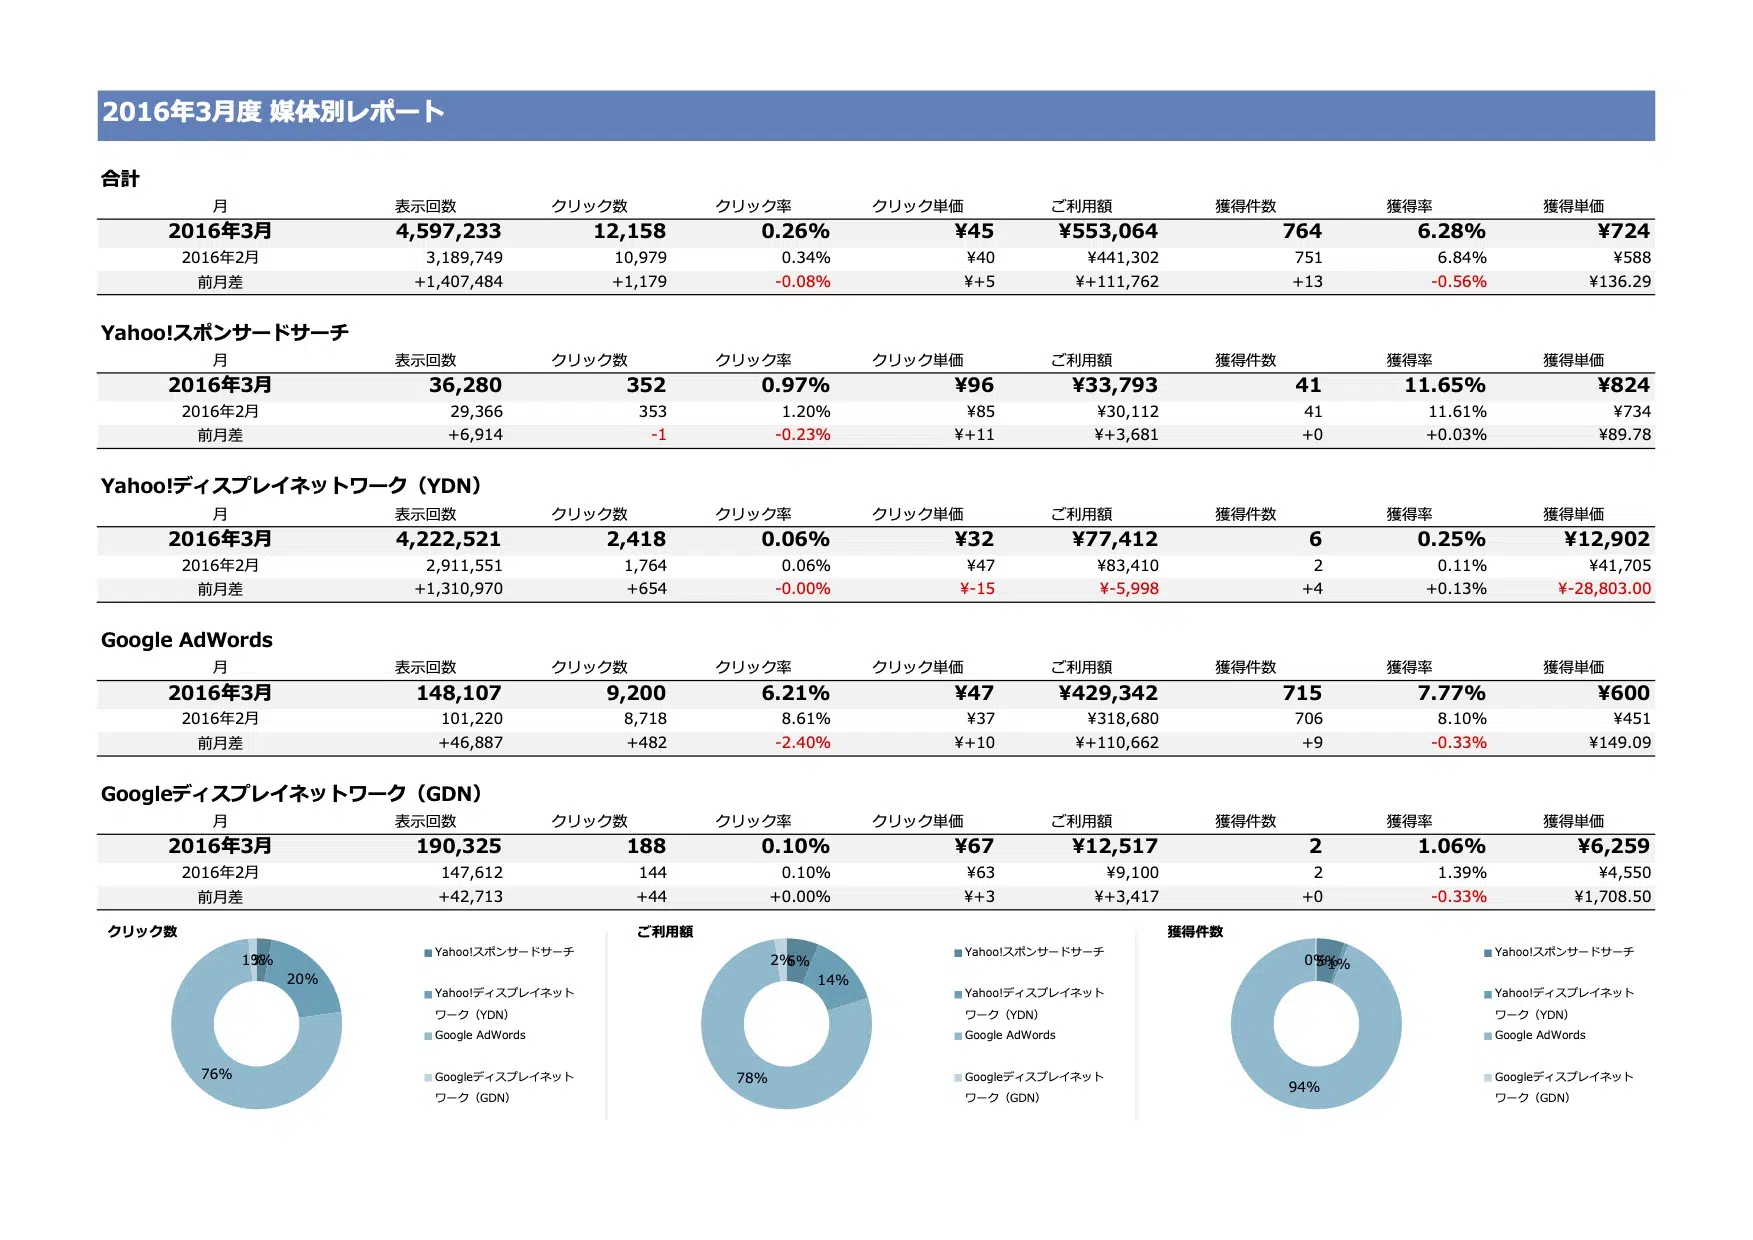 2016年3月度 媒体別レポート
合計
月 表示回数 クリック数 クリック率 クリック単価 ご利用額 獲得件数 獲得率 獲得単価
2016年3月 4,597,233 12,158 0.26% ¥45 ¥553,064 764 6.28% ¥724
2016年2月 3,189,749 10,979 0.34% ¥40 ¥441,302 751 6.84% ¥588
前月差 +1,407,484 +1,179 -0.08% ¥+5 ¥+111,762 +13 -0.56% ¥136.29
Yahoo!スポンサードサーチ
月 表示回数 クリック数 クリック率 クリック単価 ご利用額 獲得件数 獲得率 獲得単価
2016年3月 36,280 352 0.97% ¥96 ¥33,793 41 11.65% ¥824
2016年2月 29,366 353 1.20% ¥85 ¥30,112 41 11.61% ¥734
前月差 +6,914 -1 -0.23% ¥+11 ¥+3,681 +0 +0.03% ¥89.78
Yahoo!ディスプレイネットワーク（YDN）
月 表示回数 クリック数 クリック率 クリック単価 ご利用額 獲得件数 獲得率 獲得単価
2016年3月 4,222,521 2,418 0.06% ¥32 ¥77,412 6 0.25% ¥12,902
2016年2月 2,911,551 1,764 0.06% ¥47 ¥83,410 2 0.11% ¥41,705
前月差 +1,310,970 +654 -0.00% ¥-15 ¥-5,998 +4 +0.13% ¥-28,803.00
Google AdWords
月 表示回数 クリック数 クリック率 クリック単価 ご利用額 獲得件数 獲得率 獲得単価
2016年3月 148,107 9,200 6.21% ¥47 ¥429,342 715 7.77% ¥600
2016年2月 101,220 8,718 8.61% ¥37 ¥318,680 706 8.10% ¥451
前月差 +46,887 +482 -2.40% ¥+10 ¥+110,662 +9 -0.33% ¥149.09
Googleディスプレイネットワーク（GDN）
月 表示回数 クリック数 クリック率 クリック単価 ご利用額 獲得件数 獲得率 獲得単価
2016年3月 190,325 188 0.10% ¥67 ¥12,517 2 1.06% ¥6,259
2016年2月 147,612 144 0.10% ¥63 ¥9,100 2 1.39% ¥4,550
前月差 +42,713 +44 +0.00% ¥+3 ¥+3,417 +0 -0.33% ¥1,708.50
クリック数
1% 3%
20%
76%
Yahoo!スポンサードサーチ
Yahoo!ディスプレイネット
ワーク（YDN）
Google AdWords
Googleディスプレイネット
ワーク（GDN）
ご利用額
2% 6%
14%
78%
Yahoo!スポンサードサーチ
Yahoo!ディスプレイネット
ワーク（YDN）
Google AdWords
Googleディスプレイネット
ワーク（GDN）
獲得件数
0% 5% 1%
94%
Yahoo!スポンサードサーチ
Yahoo!ディスプレイネット
ワーク（YDN）
Google AdWords
Googleディスプレイネット
ワーク（GDN）